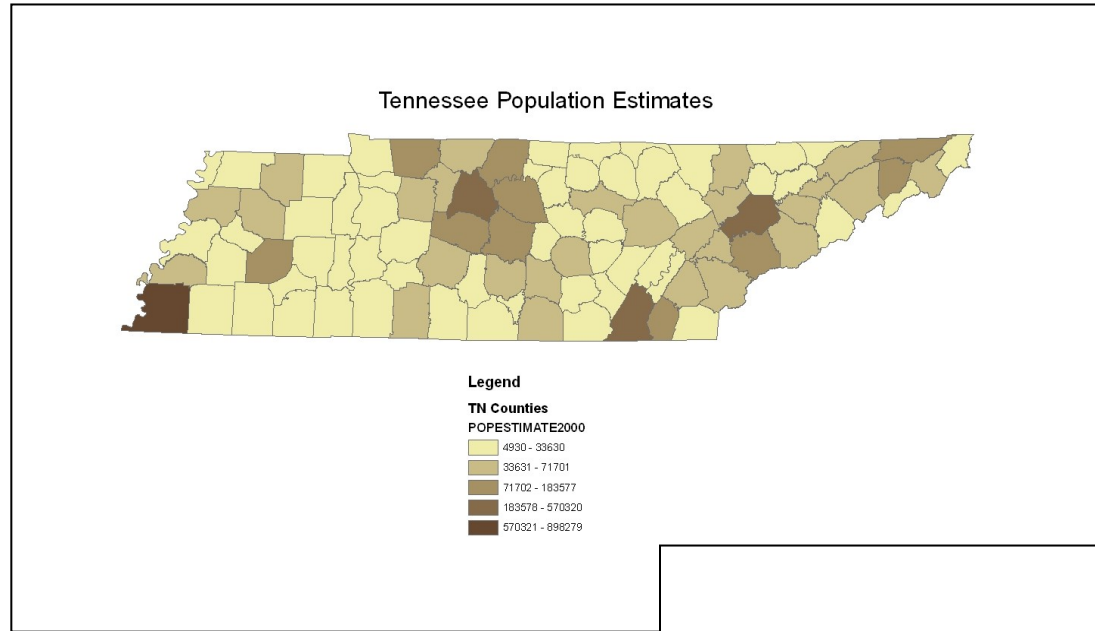 Tennessee Population Estimates
Legend
TN Counties
POPESTIMATE2000
4930 - 33630
33631 - 71701
71702 - 183577
183578 - 570320
570321 - 898279